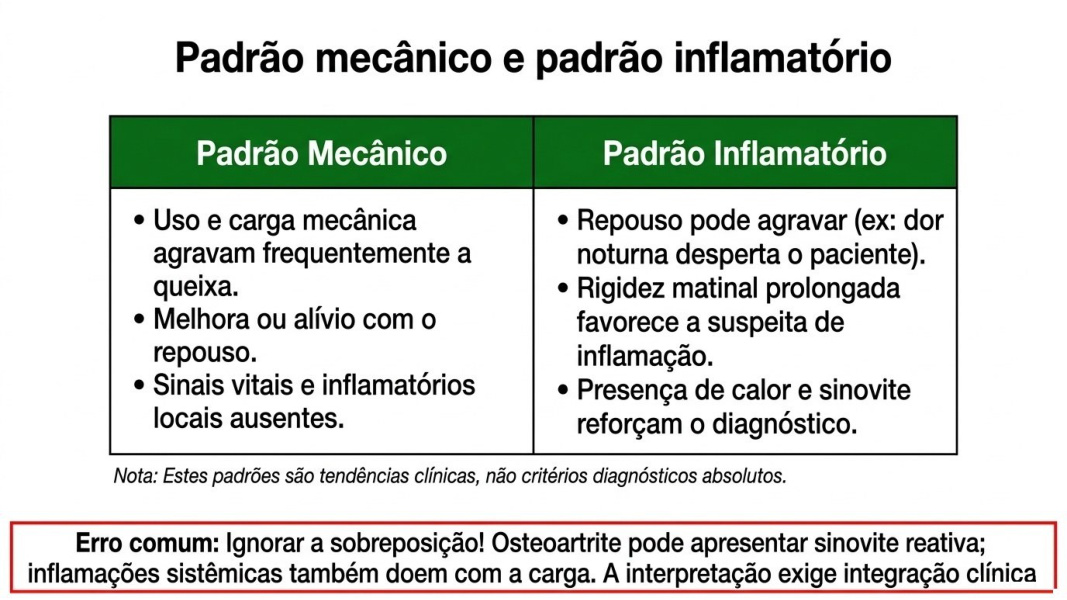 Padrão mecânico e padrão inflamatório
Padrão Mecânico
• Uso e carga mecânica
agravam frequentemente a
queixa.
• Melhora ou alívio com o
repouso.
• Sinais vitais e inflamatórios
locais ausentes.
Padrão Inflamatório
• Repouso pode agravar (ex: dor
noturna desperta o paciente).
• Rigidez matinal prolongada
favorece a suspeita de
inflamação.
• Presença de calor e sinovite
reforçam o diagnóstico.
Nota: Estes padrões são tendências clínicas, não critérios diagnósticos absolutos.
Erro comum: Ignorar a sobreposição! Osteoartrite pode apresentar sinovite reativa;
inflamações sistêmicas também doem com a carga. A interpretação exige integração clínica